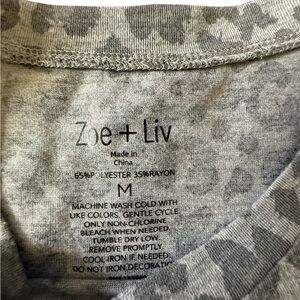 Zoe + Liv
Made in
China
65%POLYESTER 35%RAYON
M
MACHINE WASH COLD WITH
LIKE COLORS, GENTLE CYCLE
ONLY NON-CHLORINE
BLEACH WHEN NEEDED
TUMBLE DRY LOW
REMOVE PROMPTLY.
COOL IRON IF NEEDED
DO NOT IRON DECORATIO